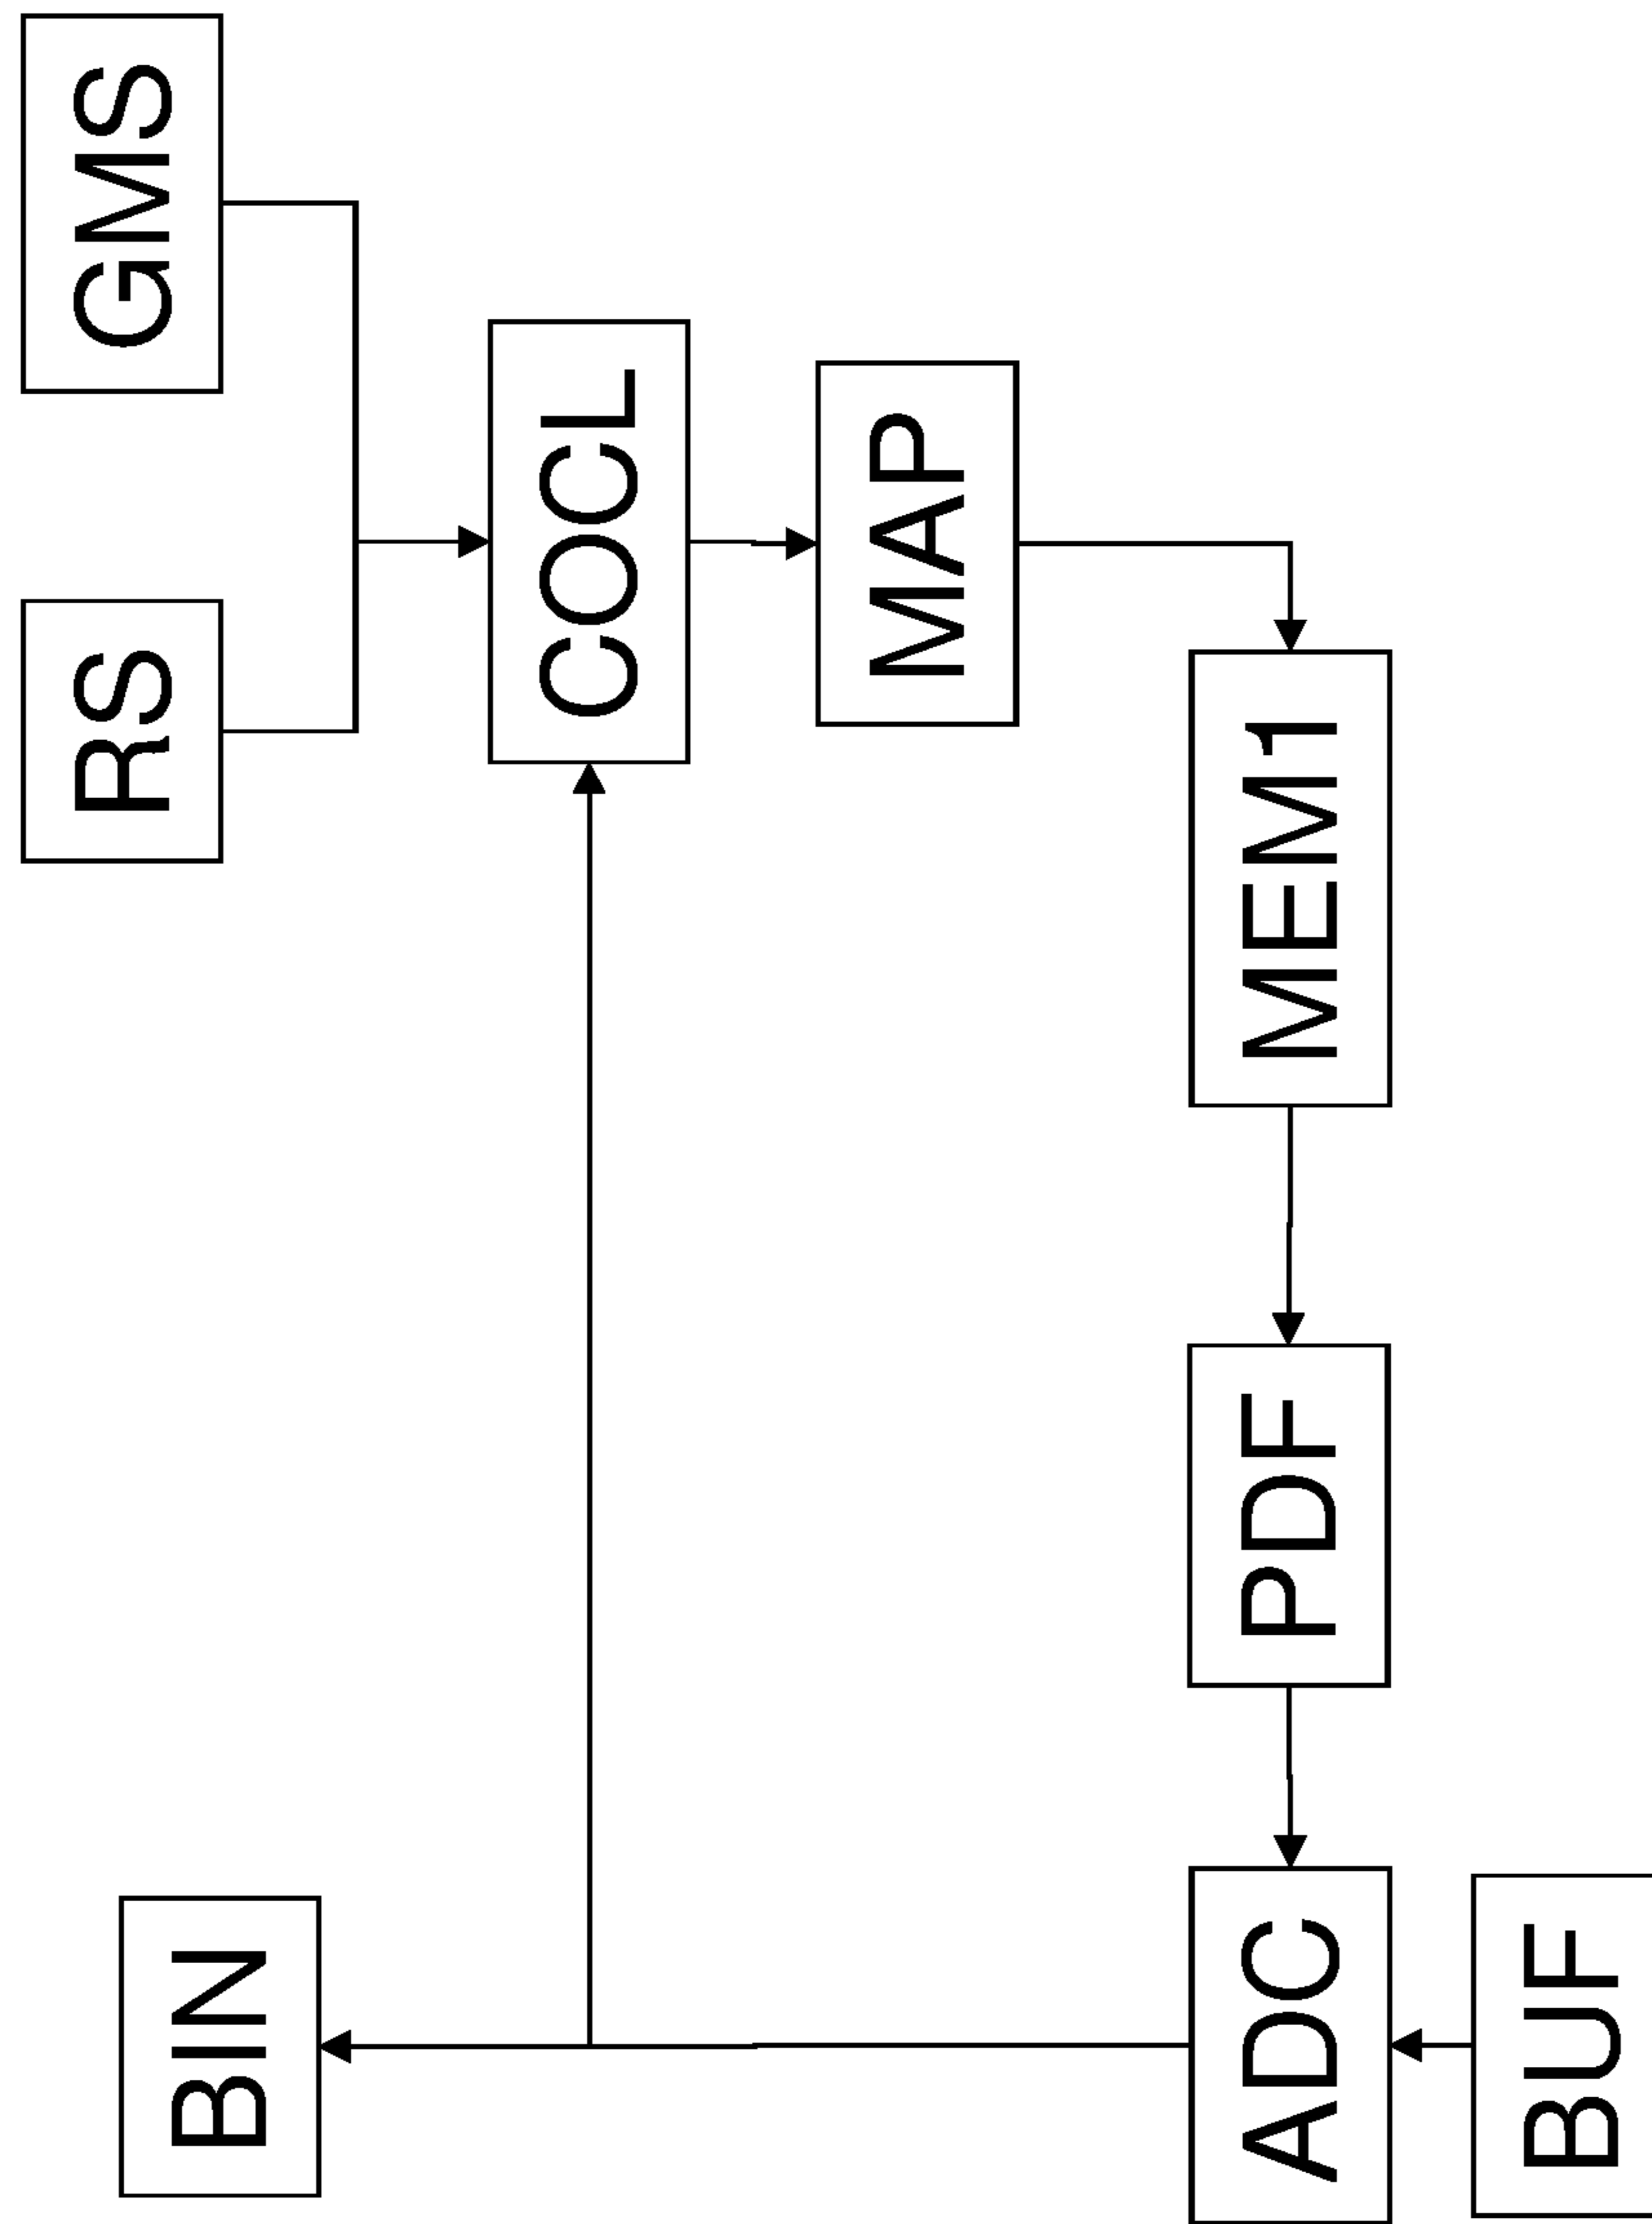 GMS
RS
COCL
MAP
MEM1
PDF
BIN
ADC
BUF